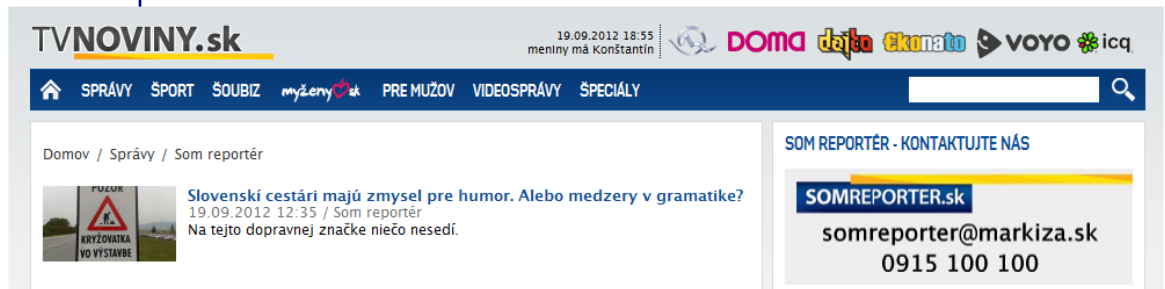 TVNOVINY.sk
19.09.2012 18:55
meniny má Konštantín
DOMA dajto Ekonato VOYO icq
SPRÁVY ŠPORT ŠOUBIZ myženy sk PRE MUŽOV VIDEOSPRÁVY ŠPECIÁLY
Domov / Správy / Som reportér
POZOR
KRYŽOVATKA
VO VÝSTAVBE
Slovenskí cestári majú zmysel pre humor. Alebo medzery v gramatike?
19.09.2012 12:35 / Som reportér
Na tejto dopravnej značke niečo nesedí.
SOM REPORTÉR - KONTAKTUJTE NÁS
SOMREPORTER.sk
somreporter@markiza.sk
0915 100 100